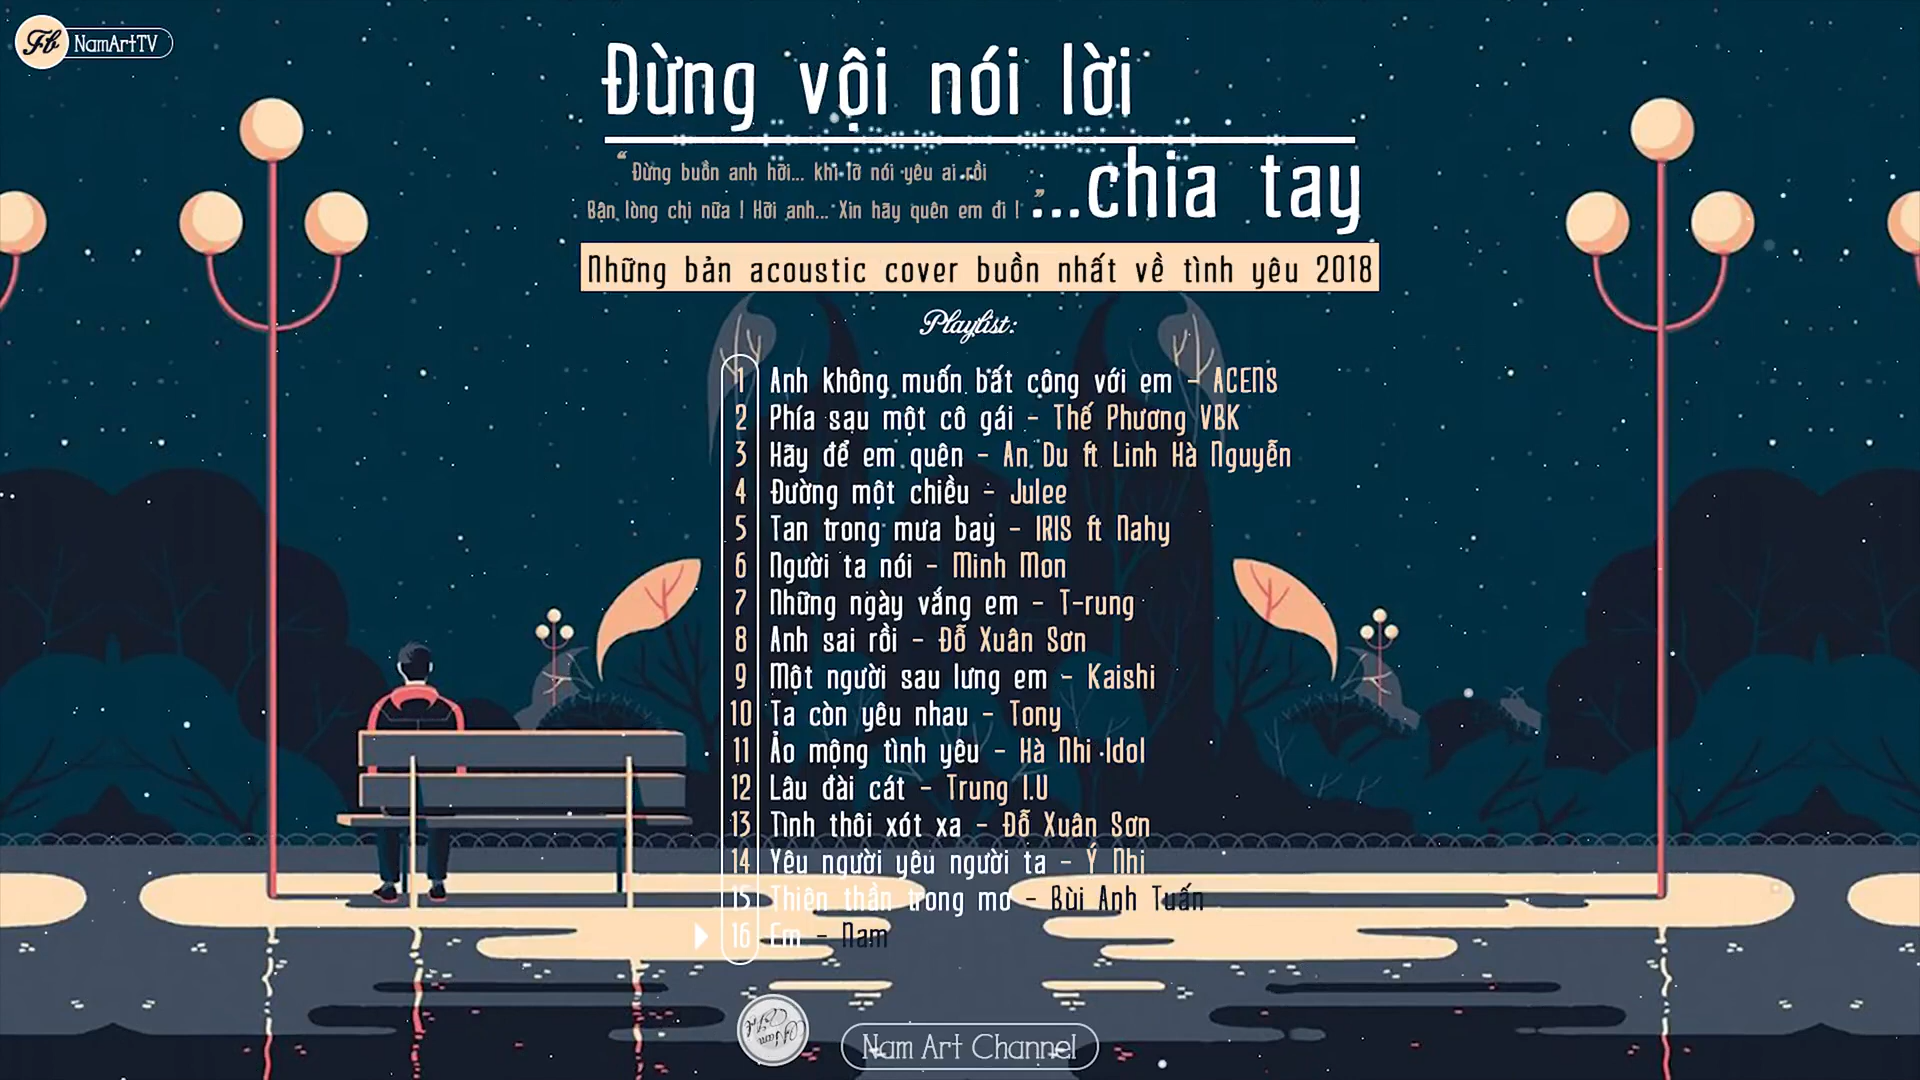 Fb NamArtTV
Đừng vội nói lời
...chia tay
“ Đừng buồn anh hỡi... khi lỡ nói yêu ai rồi
Bận lòng chi nữa ! Hỡi anh... Xin hãy quên em đi ! ”
Những bản acoustic cover buồn nhất về tình yêu 2018
Playlist:
1 Anh không muốn bất công với em - ACENS
2 Phía sau một cô gái - Thế Phương VBK
3 Hãy để em quên - An Du ft Linh Hà Nguyễn
4 Đường một chiều - Julee
5 Tan trong mưa bay - IRIS ft Nahy
6 Người ta nói - Minh Mon
7 Những ngày vắng em - T-rung
8 Anh sai rồi - Đỗ Xuân Sơn
9 Một người sau lưng em - Kaishi
10 Ta còn yêu nhau - Tony
11 Ảo mộng tình yêu - Hà Nhi Idol
12 Lâu đài cát - Trung I.U
13 Tình thôi xót xa - Đỗ Xuân Sơn
14 Yêu người yêu người ta - Ý Nhi
15 Thiên thần trong mơ - Bùi Anh Tuấn
16 Em - Nam
Nam Art
Nam Art Channel